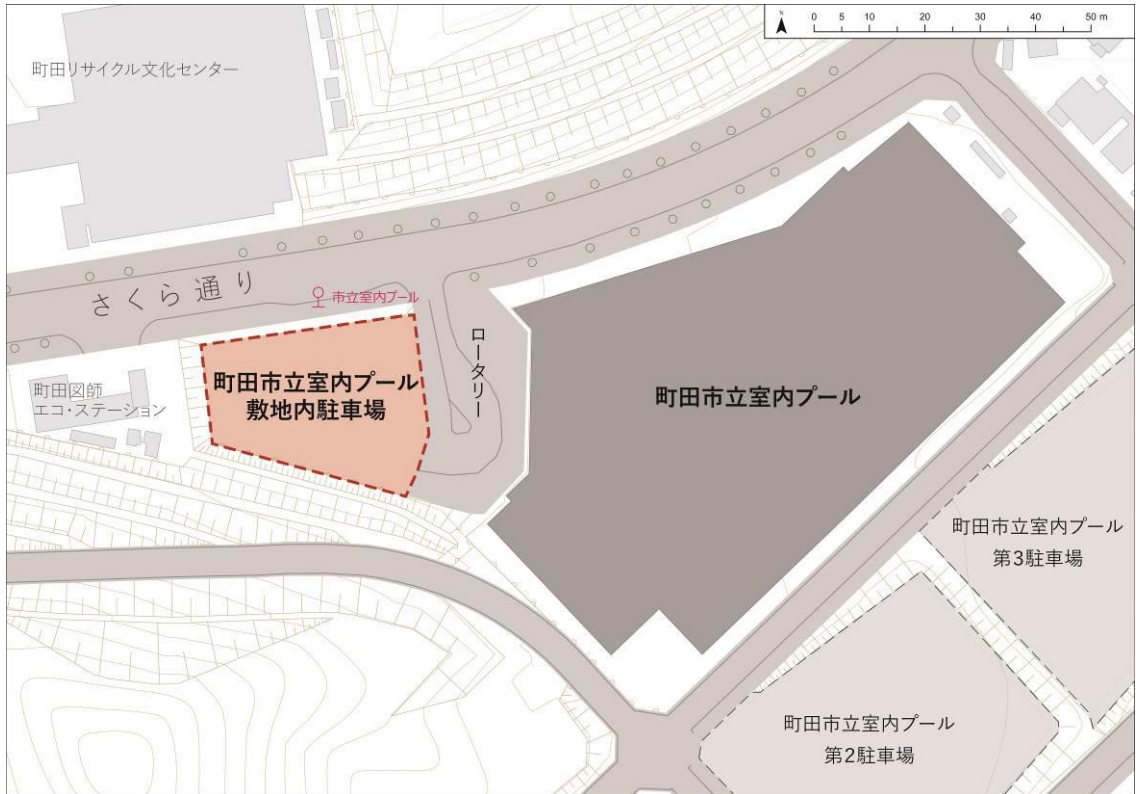 N
0 5 10 20 30 40 50 m
町田リサイクル文化センター
さくら通り
市立室内プール
ロータリー
町田市立室内プール
敷地内駐車場
町田図師
エコ・ステーション
町田市立室内プール
町田市立室内プール
第3駐車場
町田市立室内プール
第2駐車場